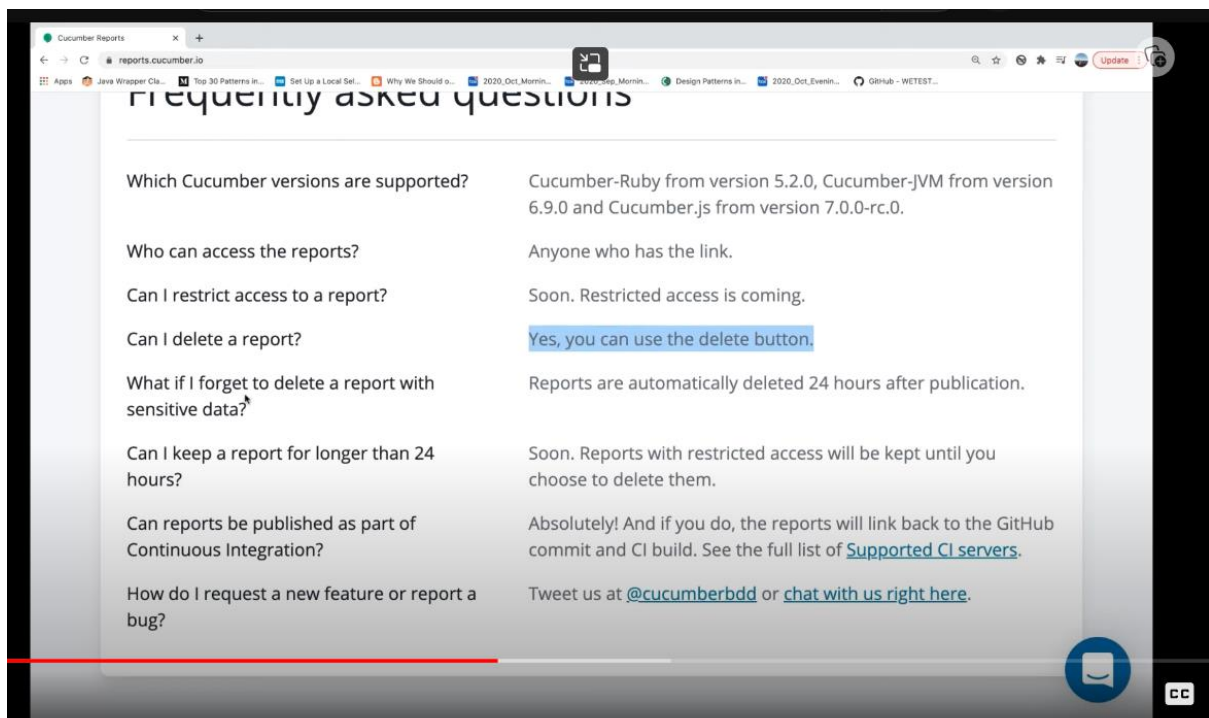 Cucumber Reports
reports.cucumber.io
Update
Apps
Java Wrapper Cla...
Top 30 Patterns in...
Set Up a Local Sel...
Why We Should o...
2020_Oct_Mornin...
2020_Sep_Mornin...
Design Patterns in...
2020_Oct_Evenin...
GitHub - WETEST...
Frequently asked questions
Which Cucumber versions are supported?
Cucumber-Ruby from version 5.2.0, Cucumber-JVM from version
6.9.0 and Cucumber.js from version 7.0.0-rc.0.
Who can access the reports?
Anyone who has the link.
Can I restrict access to a report?
Soon. Restricted access is coming.
Can I delete a report?
Yes, you can use the delete button.
What if I forget to delete a report with
sensitive data?
Reports are automatically deleted 24 hours after publication.
Can I keep a report for longer than 24
hours?
Soon. Reports with restricted access will be kept until you
choose to delete them.
Can reports be published as part of
Continuous Integration?
Absolutely! And if you do, the reports will link back to the GitHub
commit and CI build. See the full list of Supported CI servers.
How do I request a new feature or report a
bug?
Tweet us at @cucumberbdd or chat with us right here.
CC